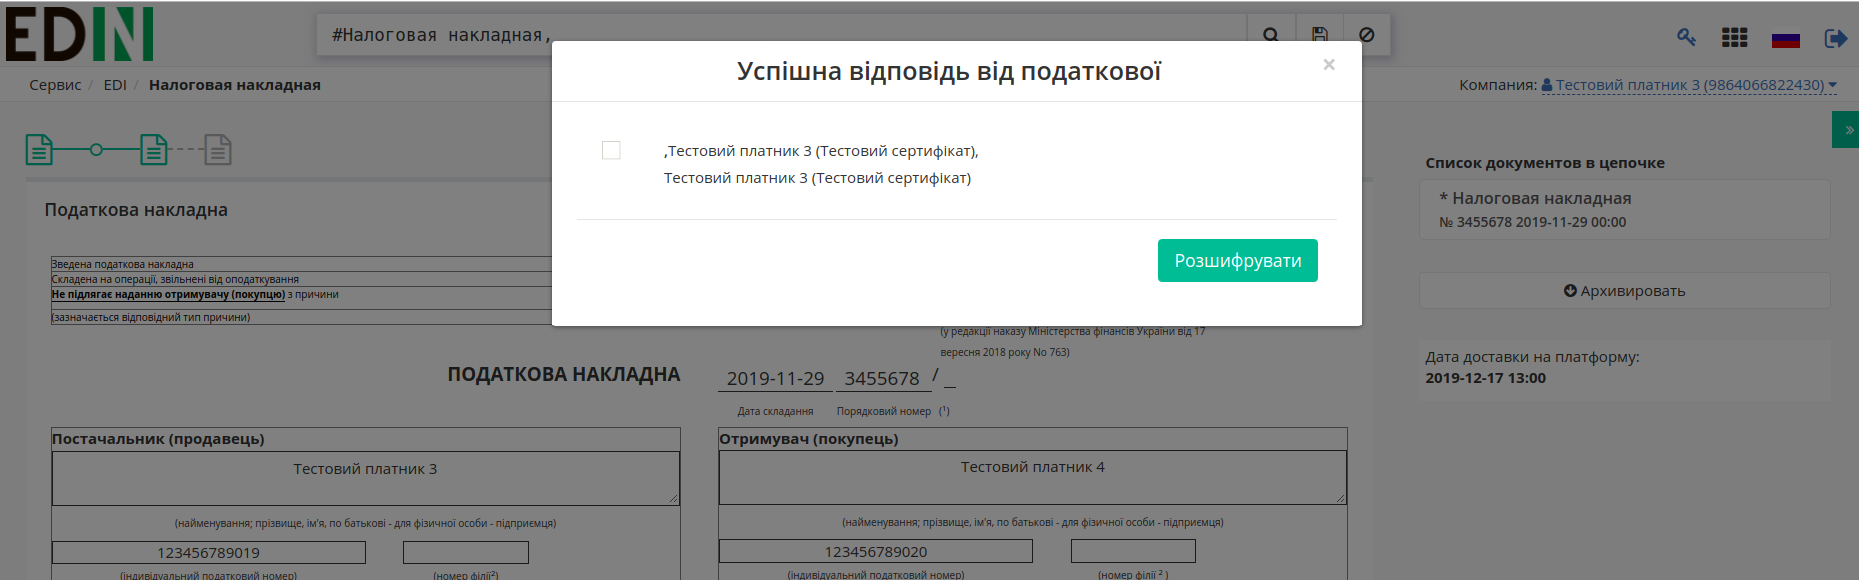 EDIN
#Налоговая накладная,
Сервис / EDI / Налоговая накладная
Компания: Тестовий платник 3 (9864066822430)
Успішна відповідь від податкової
×
,Тестовий платник 3 (Тестовий сертифікат),
Тестовий платник 3 (Тестовий сертифікат)
Розшифрувати
»
Список документов в цепочке
* Налоговая накладная
№ 3455678 2019-11-29 00:00
Архивировать
Дата доставки на платформу:
2019-12-17 13:00
Податкова накладна
Зведена податкова накладна
Складена на операції, звільнені від оподаткування
Не підлягає наданню отримувачу (покупцю) з причини
(зазначається відповідний тип причини)
(у редакції наказу Міністерства фінансів України від 17
вересня 2018 року No 763)
ПОДАТКОВА НАКЛАДНА 2019-11-29 3455678 /
Дата складання Порядковий номер (1)
Постачальник (продавець)
Тестовий платник 3
(найменування; прізвище, ім'я, по батькові - для фізичної особи - підприємця)
123456789019
(індивідуальний податковий номер) (номер філії2)
Отримувач (покупець)
Тестовий платник 4
(найменування; прізвище, ім'я, по батькові - для фізичної особи - підприємця)
123456789020
(індивідуальний податковий номер) (номер філії 2 )